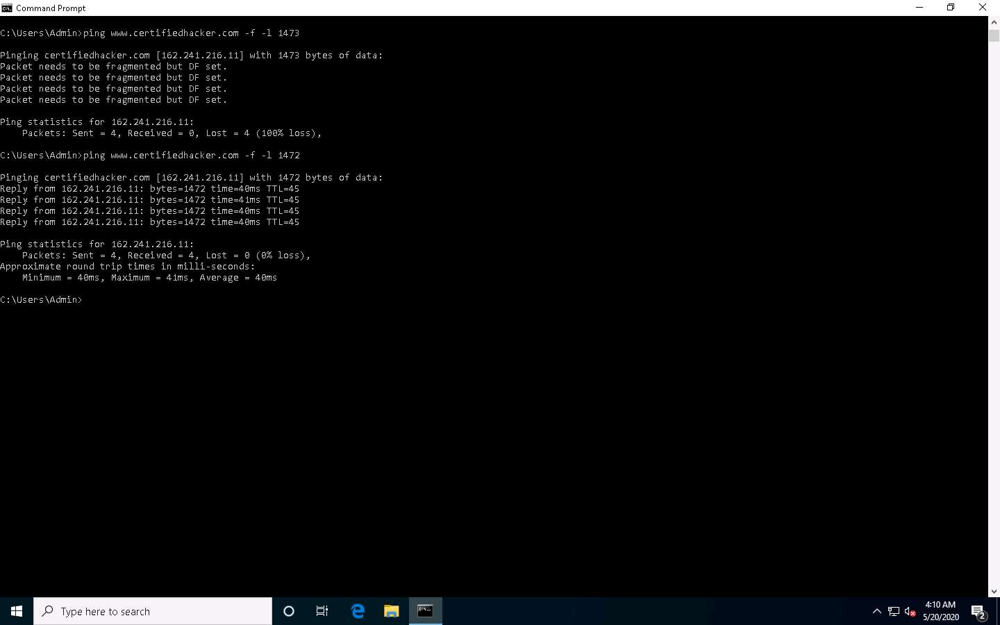 Command Prompt
C:\Users\Admin>ping www.certifiedhacker.com -f -l 1473
Pinging certifiedhacker.com [162.241.216.11] with 1473 bytes of data:
Packet needs to be fragmented but DF set.
Packet needs to be fragmented but DF set.
Packet needs to be fragmented but DF set.
Packet needs to be fragmented but DF set.
Ping statistics for 162.241.216.11:
    Packets: Sent = 4, Received = 0, Lost = 4 (100% loss),
C:\Users\Admin>ping www.certifiedhacker.com -f -l 1472
Pinging certifiedhacker.com [162.241.216.11] with 1472 bytes of data:
Reply from 162.241.216.11: bytes=1472 time=40ms TTL=45
Reply from 162.241.216.11: bytes=1472 time=41ms TTL=45
Reply from 162.241.216.11: bytes=1472 time=40ms TTL=45
Reply from 162.241.216.11: bytes=1472 time=40ms TTL=45
Ping statistics for 162.241.216.11:
    Packets: Sent = 4, Received = 4, Lost = 0 (0% loss),
Approximate round trip times in milli-seconds:
    Minimum = 40ms, Maximum = 41ms, Average = 40ms
C:\Users\Admin>
Type here to search
4:10 AM
5/20/2020
2